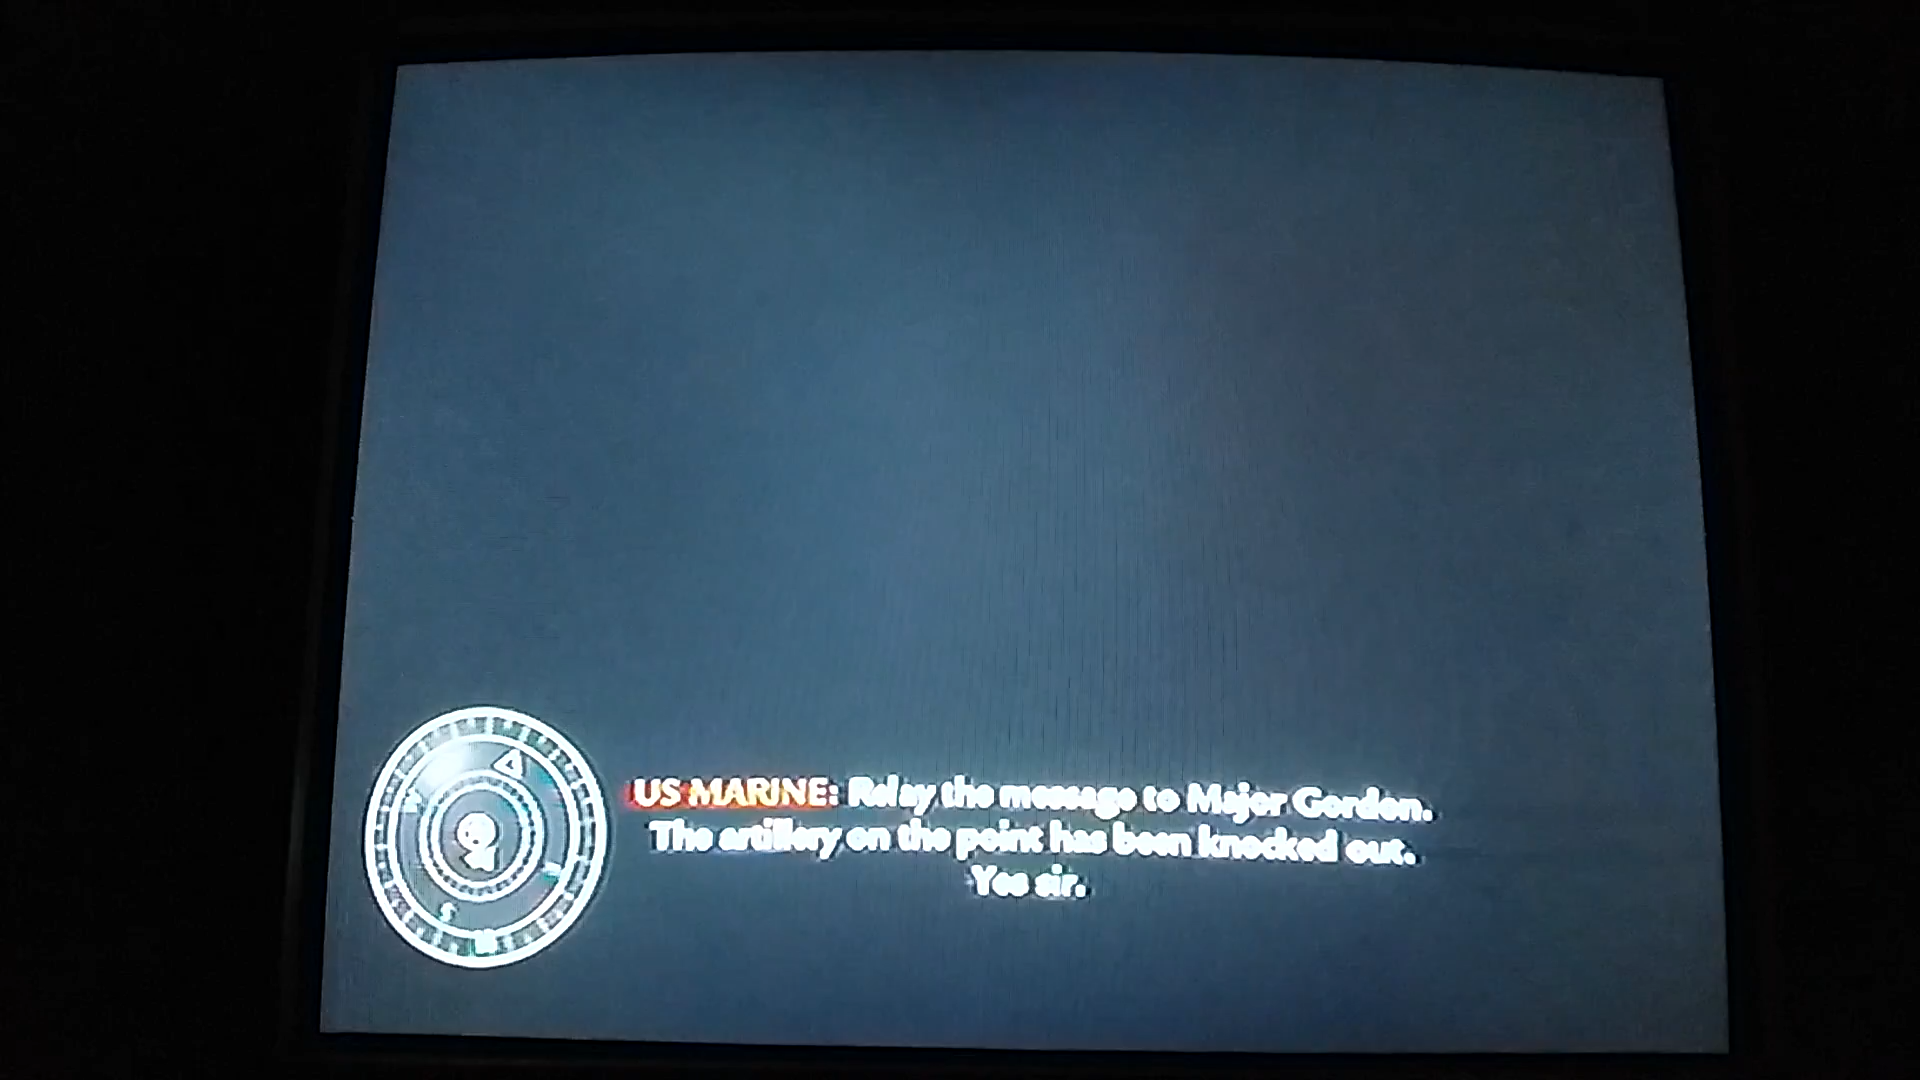 US MARINE: Relay the message to Major Gordon.
The artillery on the point has been knocked out.
Yes sir.
S